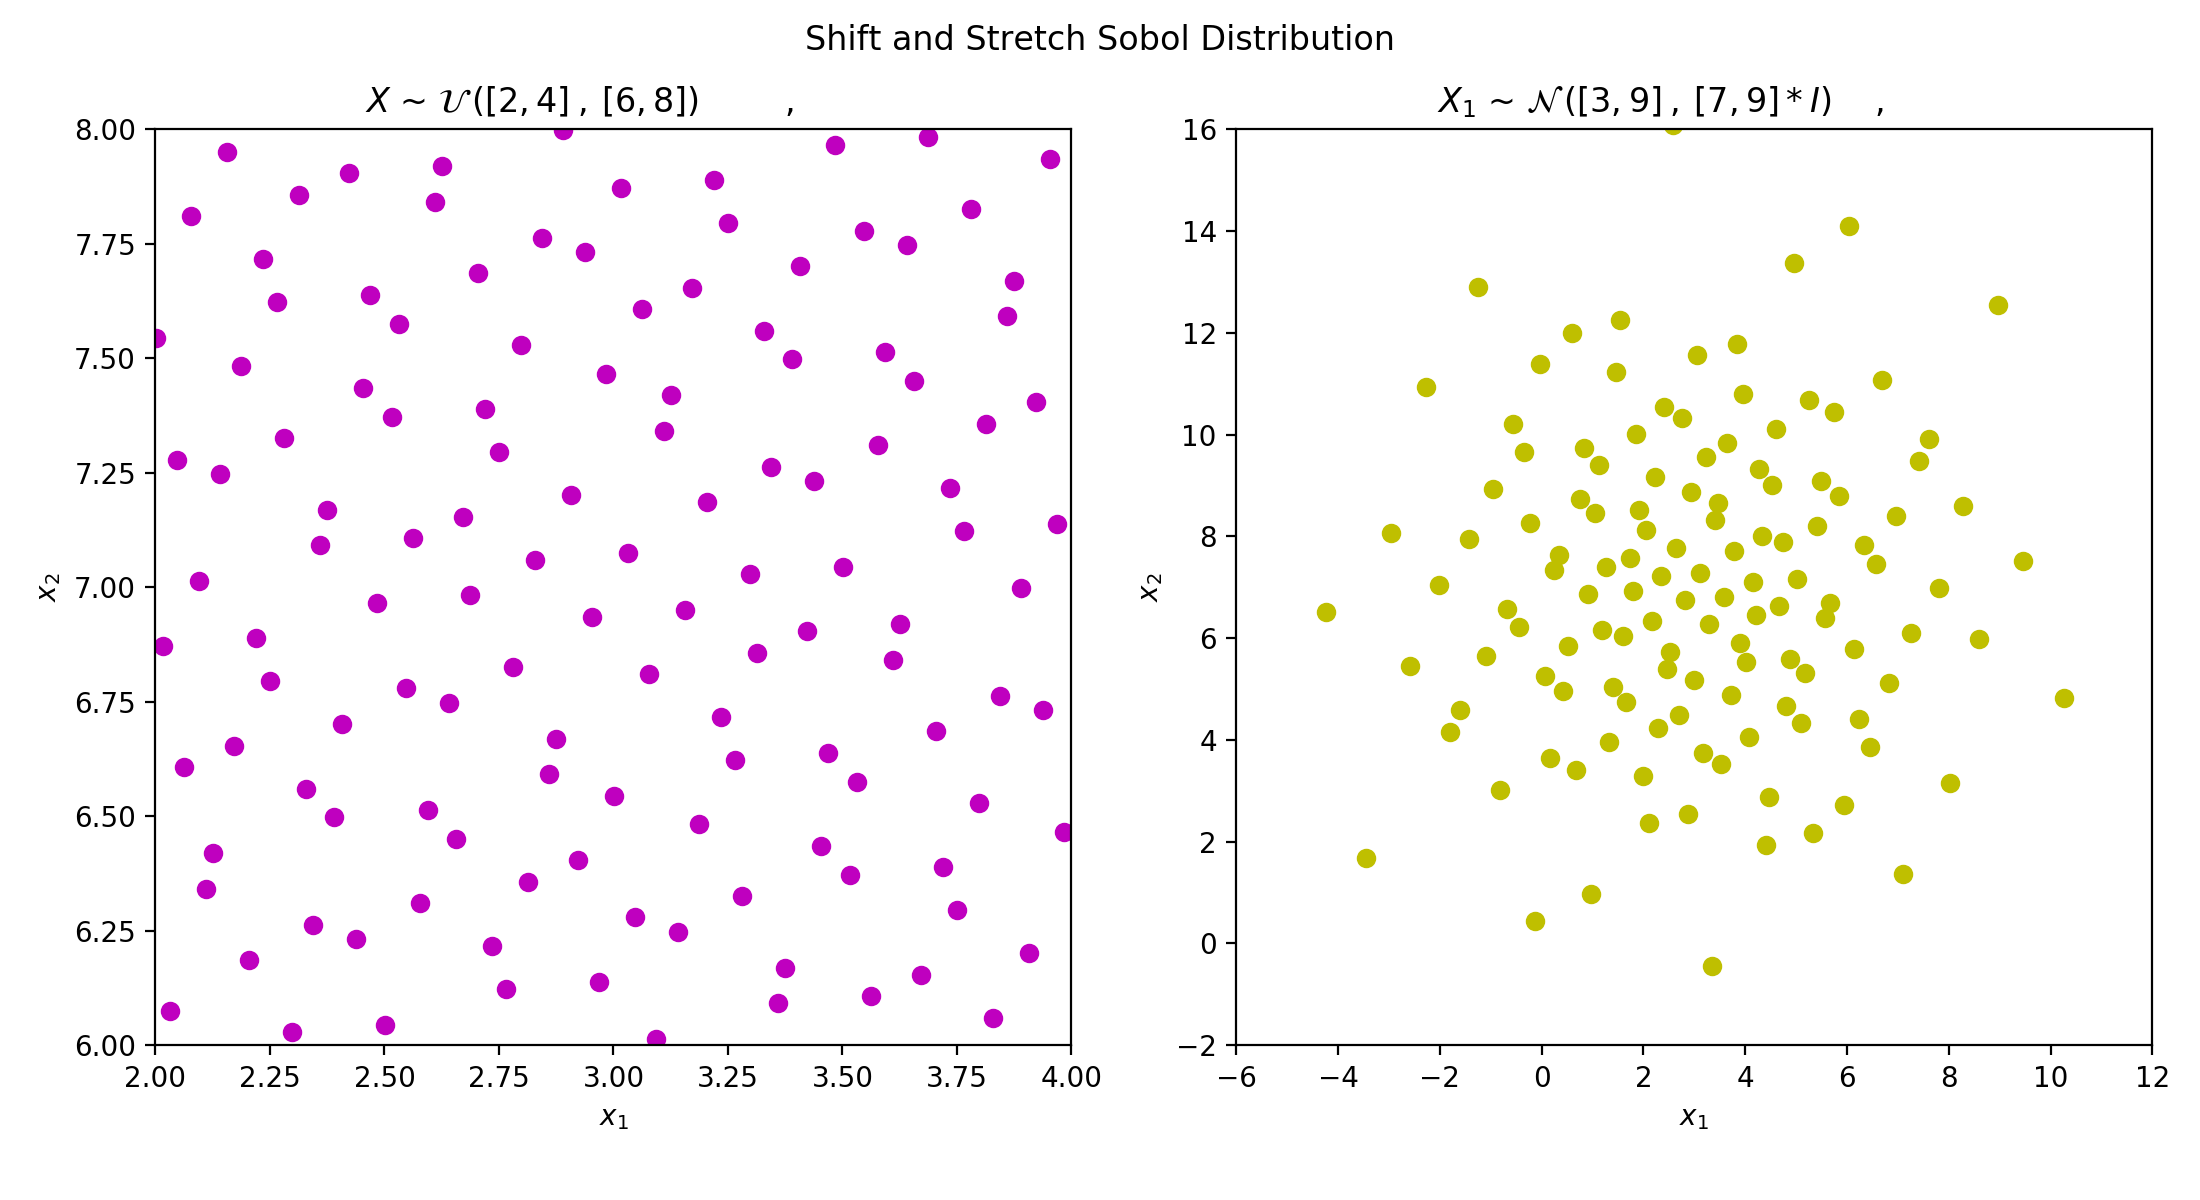 Shift and Stretch Sobol Distribution
X ~ 𝒰([2, 4] , [6, 8]) ,
8.00
7.75
7.50
7.25
7.00
6.75
6.50
6.25
6.00
x₂
2.00 2.25 2.50 2.75 3.00 3.25 3.50 3.75 4.00
x₁
X₁ ~ 𝒩([3, 9] , [7, 9] * I) ,
16
14
12
10
8
6
4
2
0
−2
x₂
−6 −4 −2 0 2 4 6 8 10 12
x₁